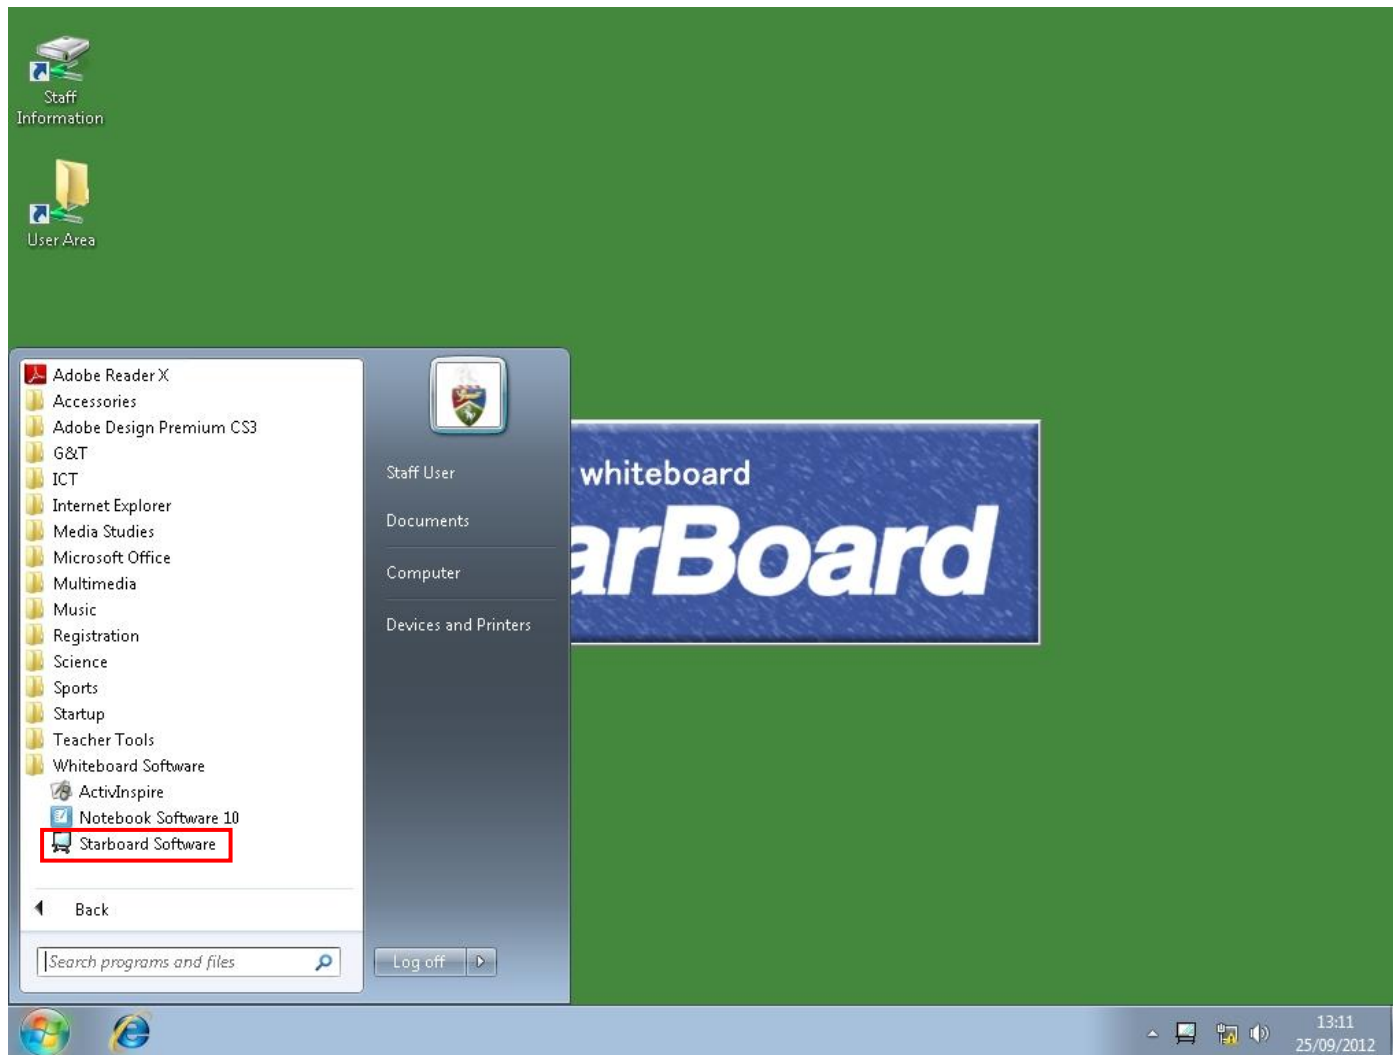 Staff
Information
User Area
Adobe Reader X
Accessories
Adobe Design Premium CS3
G&T
ICT
Internet Explorer
Media Studies
Microsoft Office
Multimedia
Music
Registration
Science
Sports
Startup
Teacher Tools
Whiteboard Software
ActivInspire
Notebook Software 10
Starboard Software
Back
Search programs and files
Staff User
Documents
Computer
Devices and Printers
Log off
whiteboard
arBoard
13:11
25/09/2012